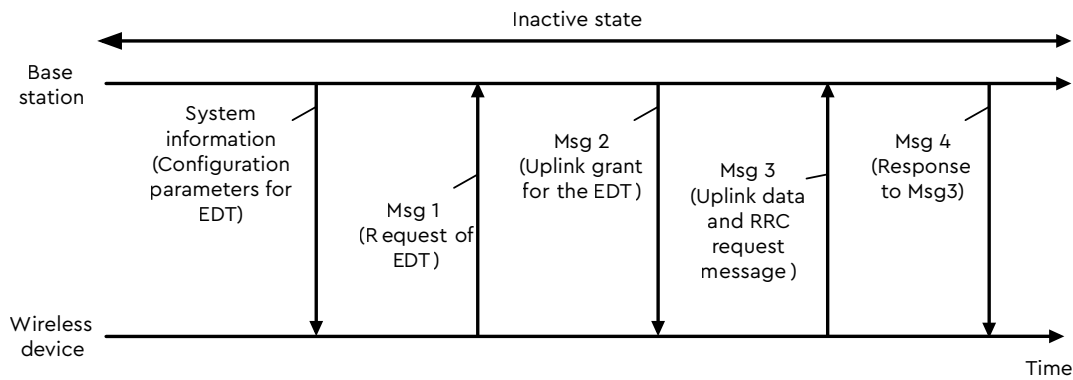 Inactive state
Base
station
System
information
(Configuration
parameters for
EDT)
Msg 1
(Request of
EDT)
Msg 2
(Uplink grant
for the EDT)
Msg 3
(Uplink data
and RRC
request
message)
Msg 4
(Response
to Msg3)
Wireless
device
Time